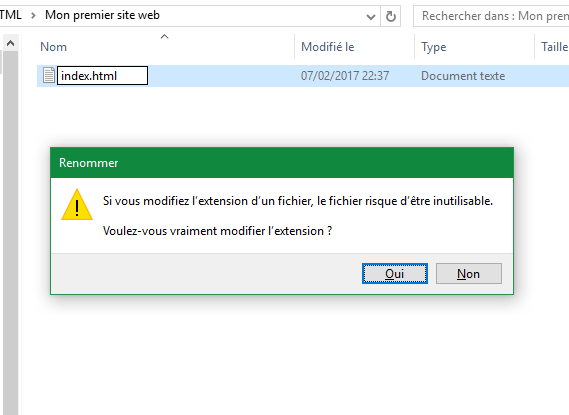 TML > Mon premier site web
Rechercher dans : Mon prem
Nom Modifié le Type Taille
index.html 07/02/2017 22:37 Document texte
Renommer
Si vous modifiez l'extension d'un fichier, le fichier risque d'être inutilisable.
Voulez-vous vraiment modifier l'extension ?
Oui Non